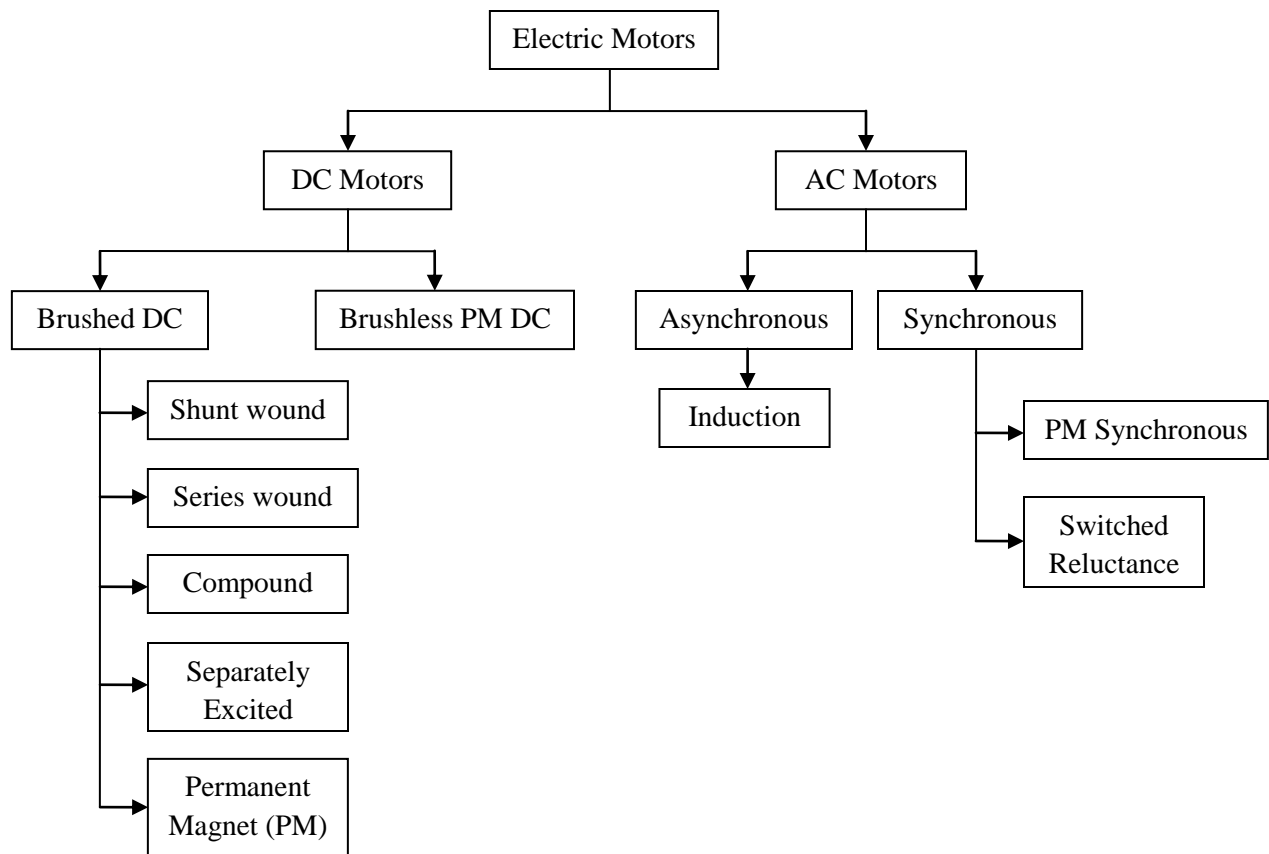 Electric Motors
DC Motors
AC Motors
Brushed DC
Brushless PM DC
Asynchronous
Synchronous
Shunt wound
Series wound
Compound
Separately
Excited
Permanent
Magnet (PM)
Induction
PM Synchronous
Switched
Reluctance